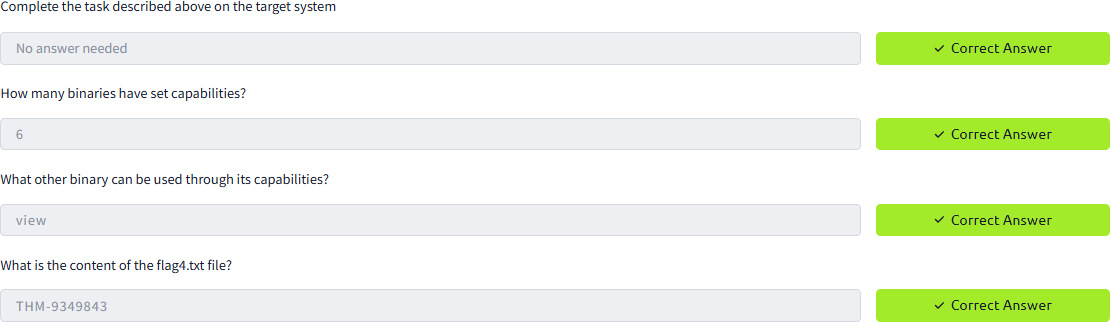 Complete the task described above on the target system
No answer needed
✓ Correct Answer
How many binaries have set capabilities?
6
✓ Correct Answer
What other binary can be used through its capabilities?
view
✓ Correct Answer
What is the content of the flag4.txt file?
THM-9349843
✓ Correct Answer